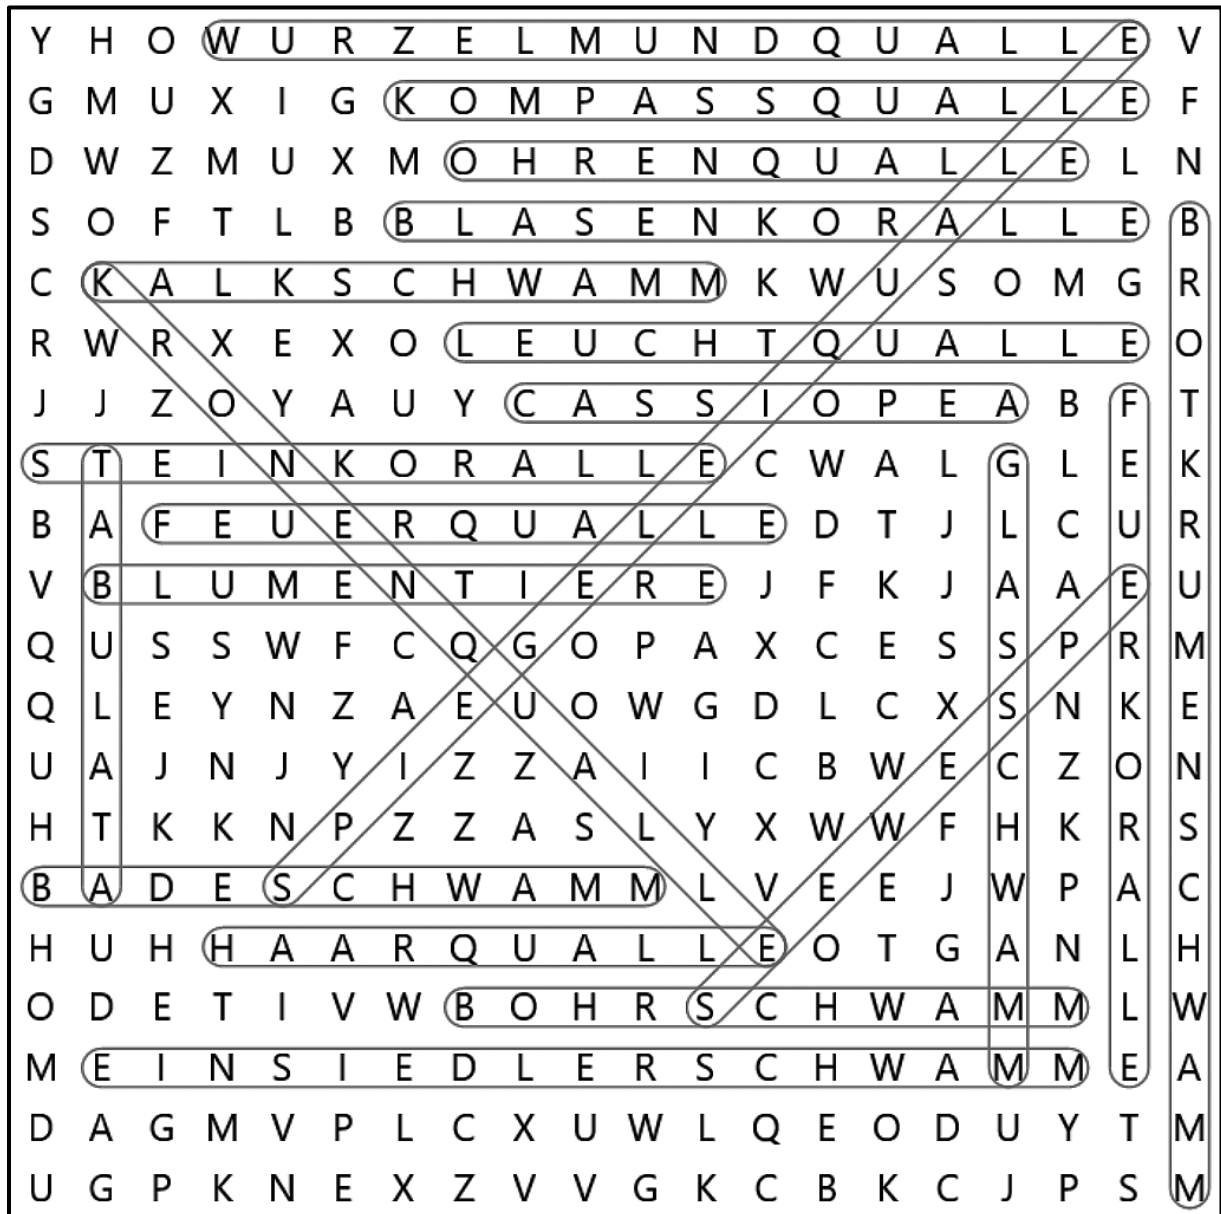 Y H O W U R Z E L M U N D Q U A L L E V
G M U X I G K O M P A S S Q U A L L E F
D W Z M U X M O H R E N Q U A L L E L N
S O F T L B B L A S E N K O R A L L E B
C K A L K S C H W A M M K W U S O M G R
R W R X E X O L E U C H T Q U A L L E O
J J Z O Y A U Y C A S S I O P E A B F T
S T E I N K O R A L L E C W A L G L E K
B A F E U E R Q U A L L E D T J L C U R
V B L U M E N T I E R E J F K J A A E U
Q U S S W F C Q G O P A X C E S S P R M
Q L E Y N Z A E U O W G D L C X S N K E
U A J N J Y I Z Z A I I C B W E C Z O N
H T K K N P Z Z A S L Y X W W F H K R S
B A D E S C H W A M M L V E E J W P A C
H U H H A A R Q U A L L E O T G A N L H
O D E T I V W B O H R S C H W A M M L W
M E I N S I E D L E R S C H W A M M E A
D A G M V P L C X U W L Q E O D U Y T M
U G P K N E X Z V V G K C B K C J P S M